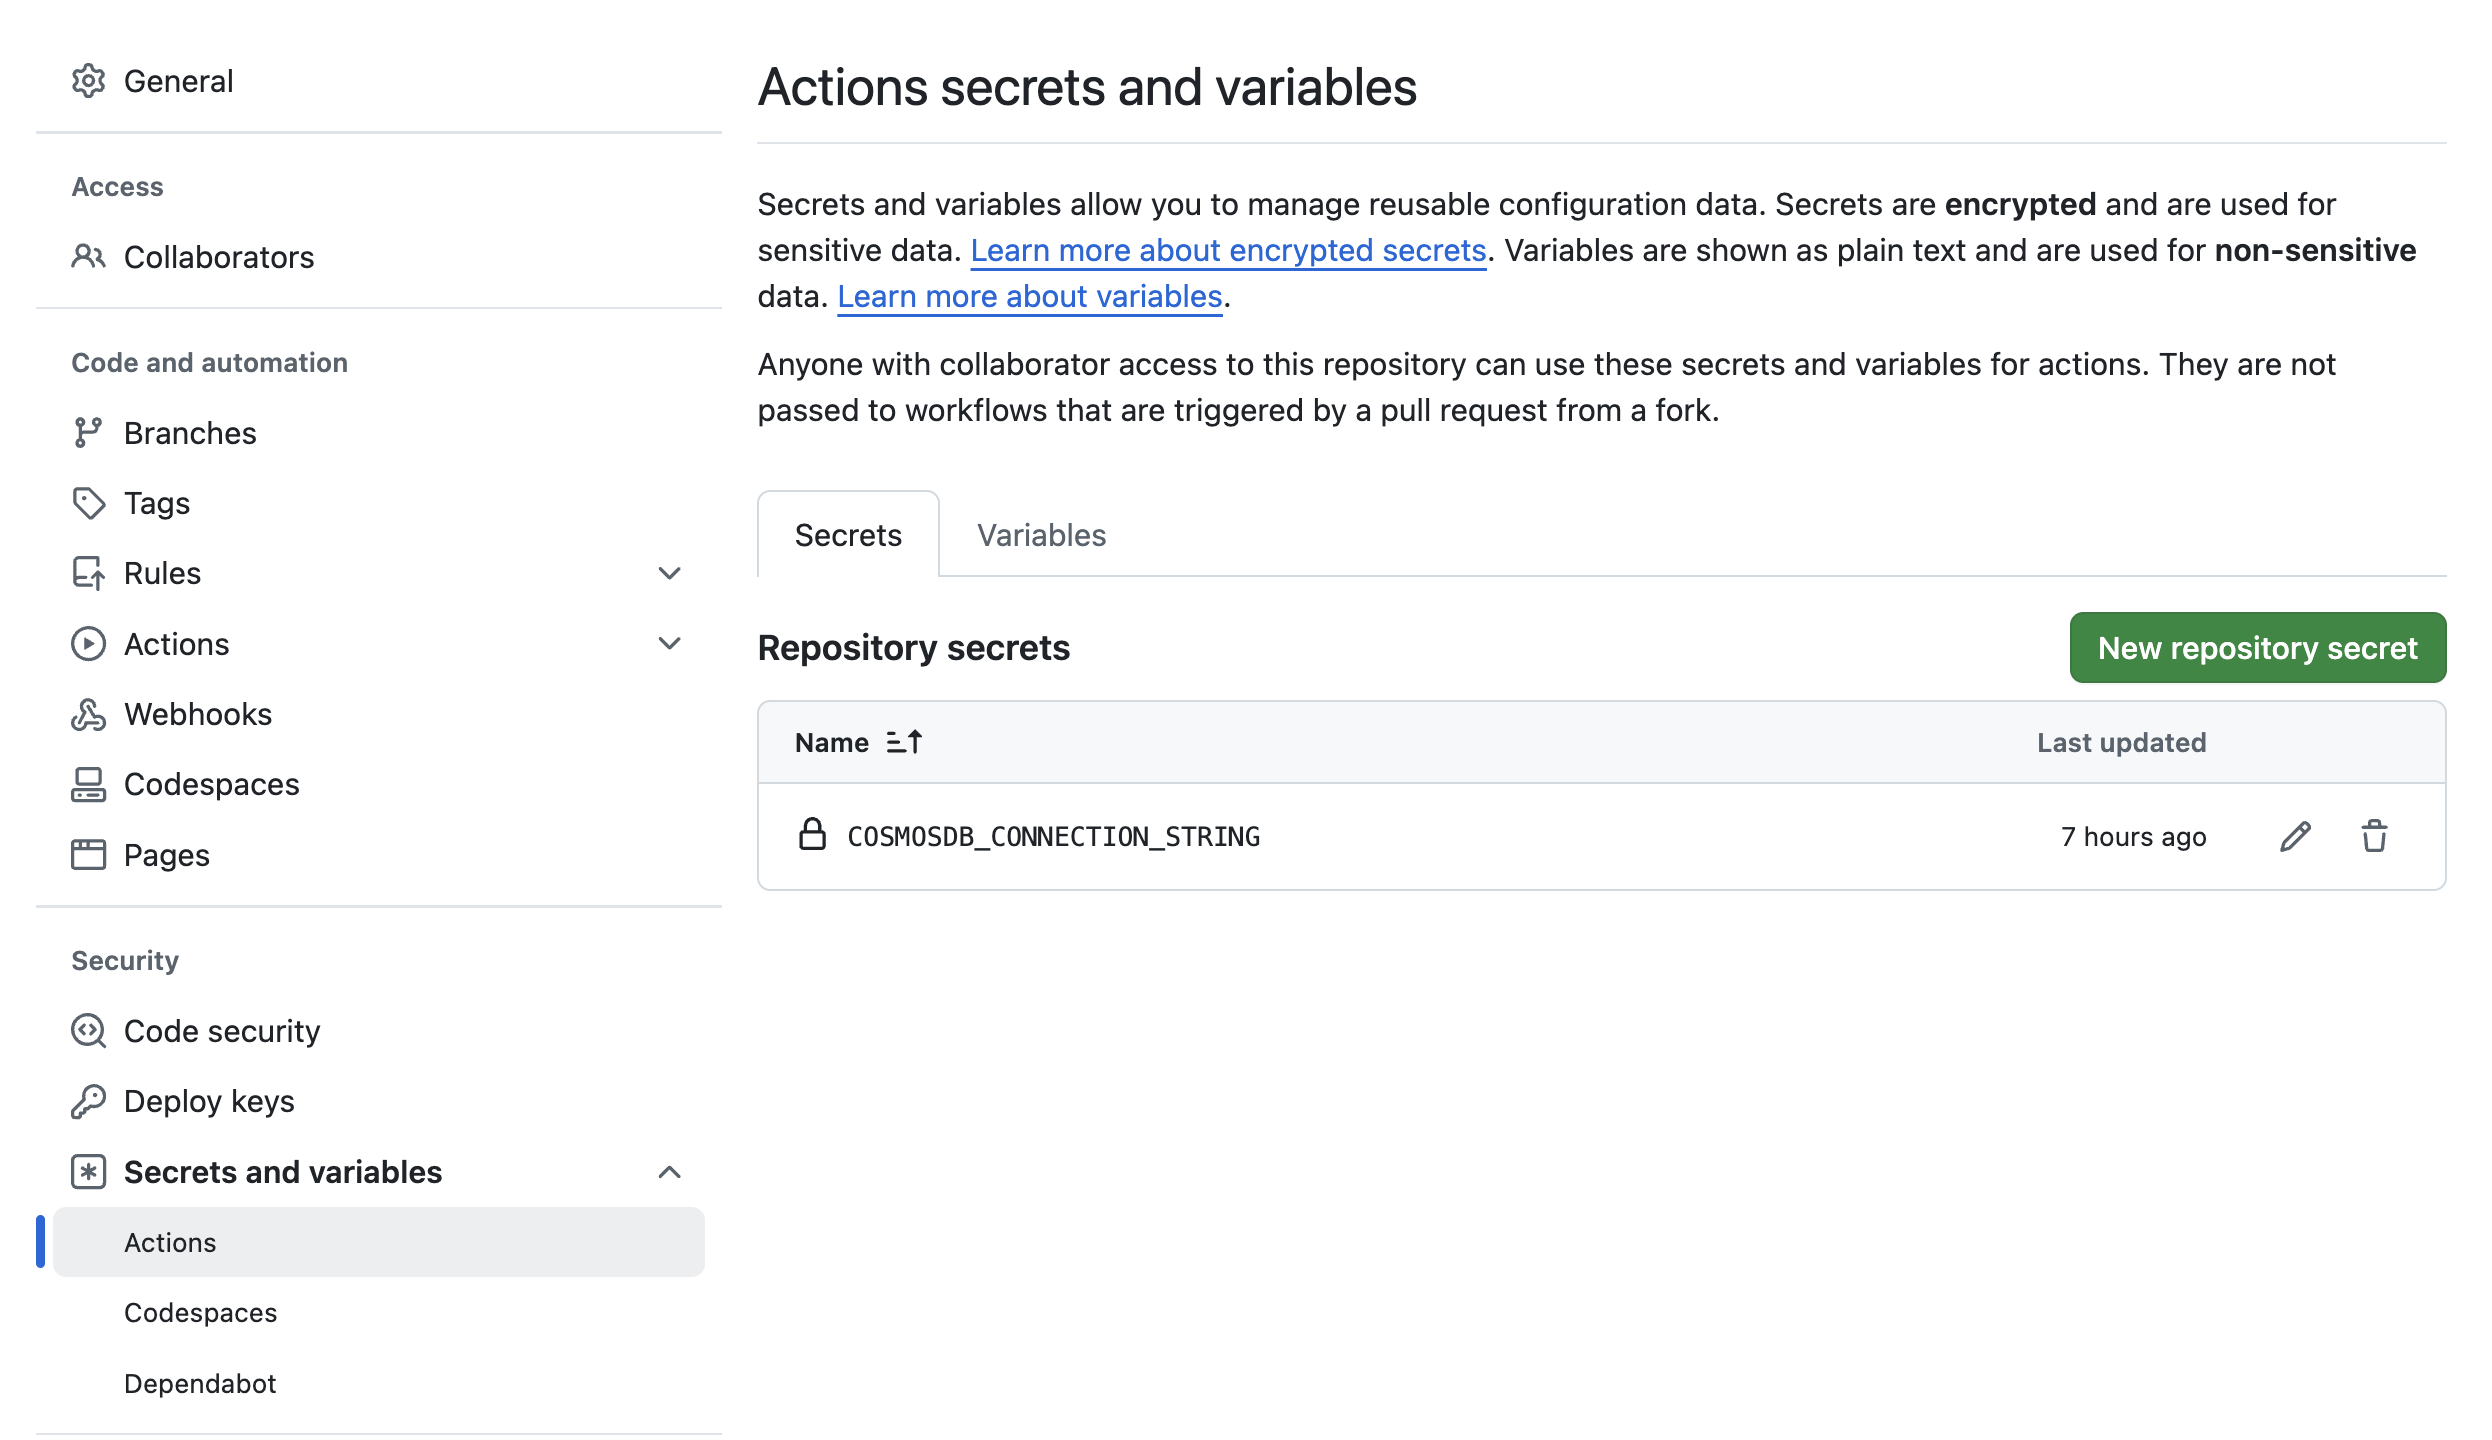 General
Access
Collaborators
Code and automation
Branches
Tags
Rules
Actions
Webhooks
Codespaces
Pages
Security
Code security
Deploy keys
Secrets and variables
Actions
Codespaces
Dependabot
Actions secrets and variables
Secrets and variables allow you to manage reusable configuration data. Secrets are encrypted and are used for
sensitive data. Learn more about encrypted secrets. Variables are shown as plain text and are used for non-sensitive
data. Learn more about variables.
Anyone with collaborator access to this repository can use these secrets and variables for actions. They are not
passed to workflows that are triggered by a pull request from a fork.
Secrets Variables
Repository secrets New repository secret
Name Last updated
COSMOSDB_CONNECTION_STRING 7 hours ago